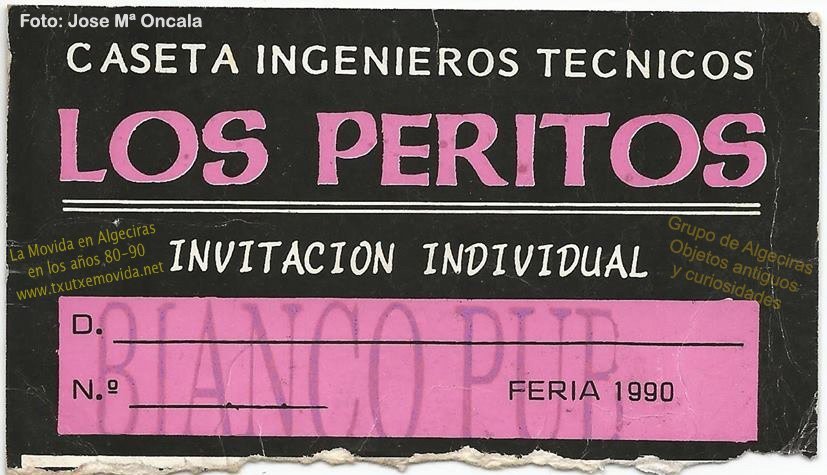 Foto: Jose Mª Oncala
CASETA INGENIEROS TECNICOS
LOS PERITOS
La Movida en Algeciras
en los años 80-90
www.txutxemovida.net
INVITACION INDIVIDUAL
Grupo de Algeciras
Objetos antiguos:
y curiosidades
BIANCO PUB
D.
N.º
FERIA 1990